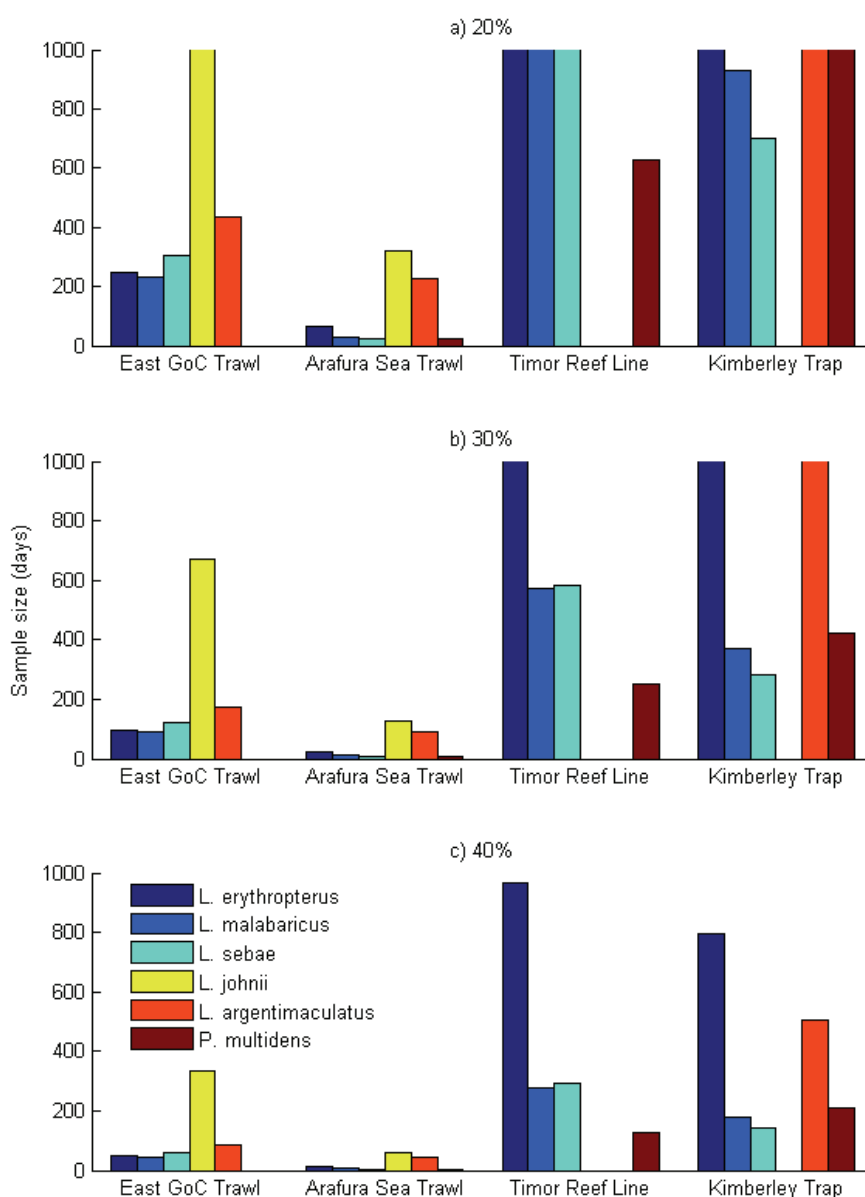 a) 20%
1000
800
600
400
200
0
East GoC Trawl Arafura Sea Trawl Timor Reef Line Kimberley Trap
b) 30%
Sample size (days)
1000
800
600
400
200
0
East GoC Trawl Arafura Sea Trawl Timor Reef Line Kimberley Trap
c) 40%
1000
800
600
400
200
0
L. erythropterus
L. malabaricus
L. sebae
L. johnii
L. argentimaculatus
P. multidens
East GoC Trawl Arafura Sea Trawl Timor Reef Line Kimberley Trap